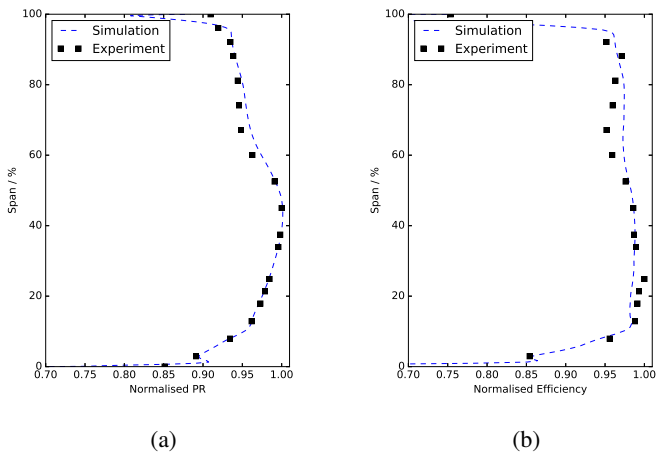 100
80
60
40
20
0
Span / %
Simulation
Experiment
0.70 0.75 0.80 0.85 0.90 0.95 1.00
Normalised PR
(a)
100
80
60
40
20
0
Span / %
Simulation
Experiment
0.70 0.75 0.80 0.85 0.90 0.95 1.00
Normalised Efficiency
(b)